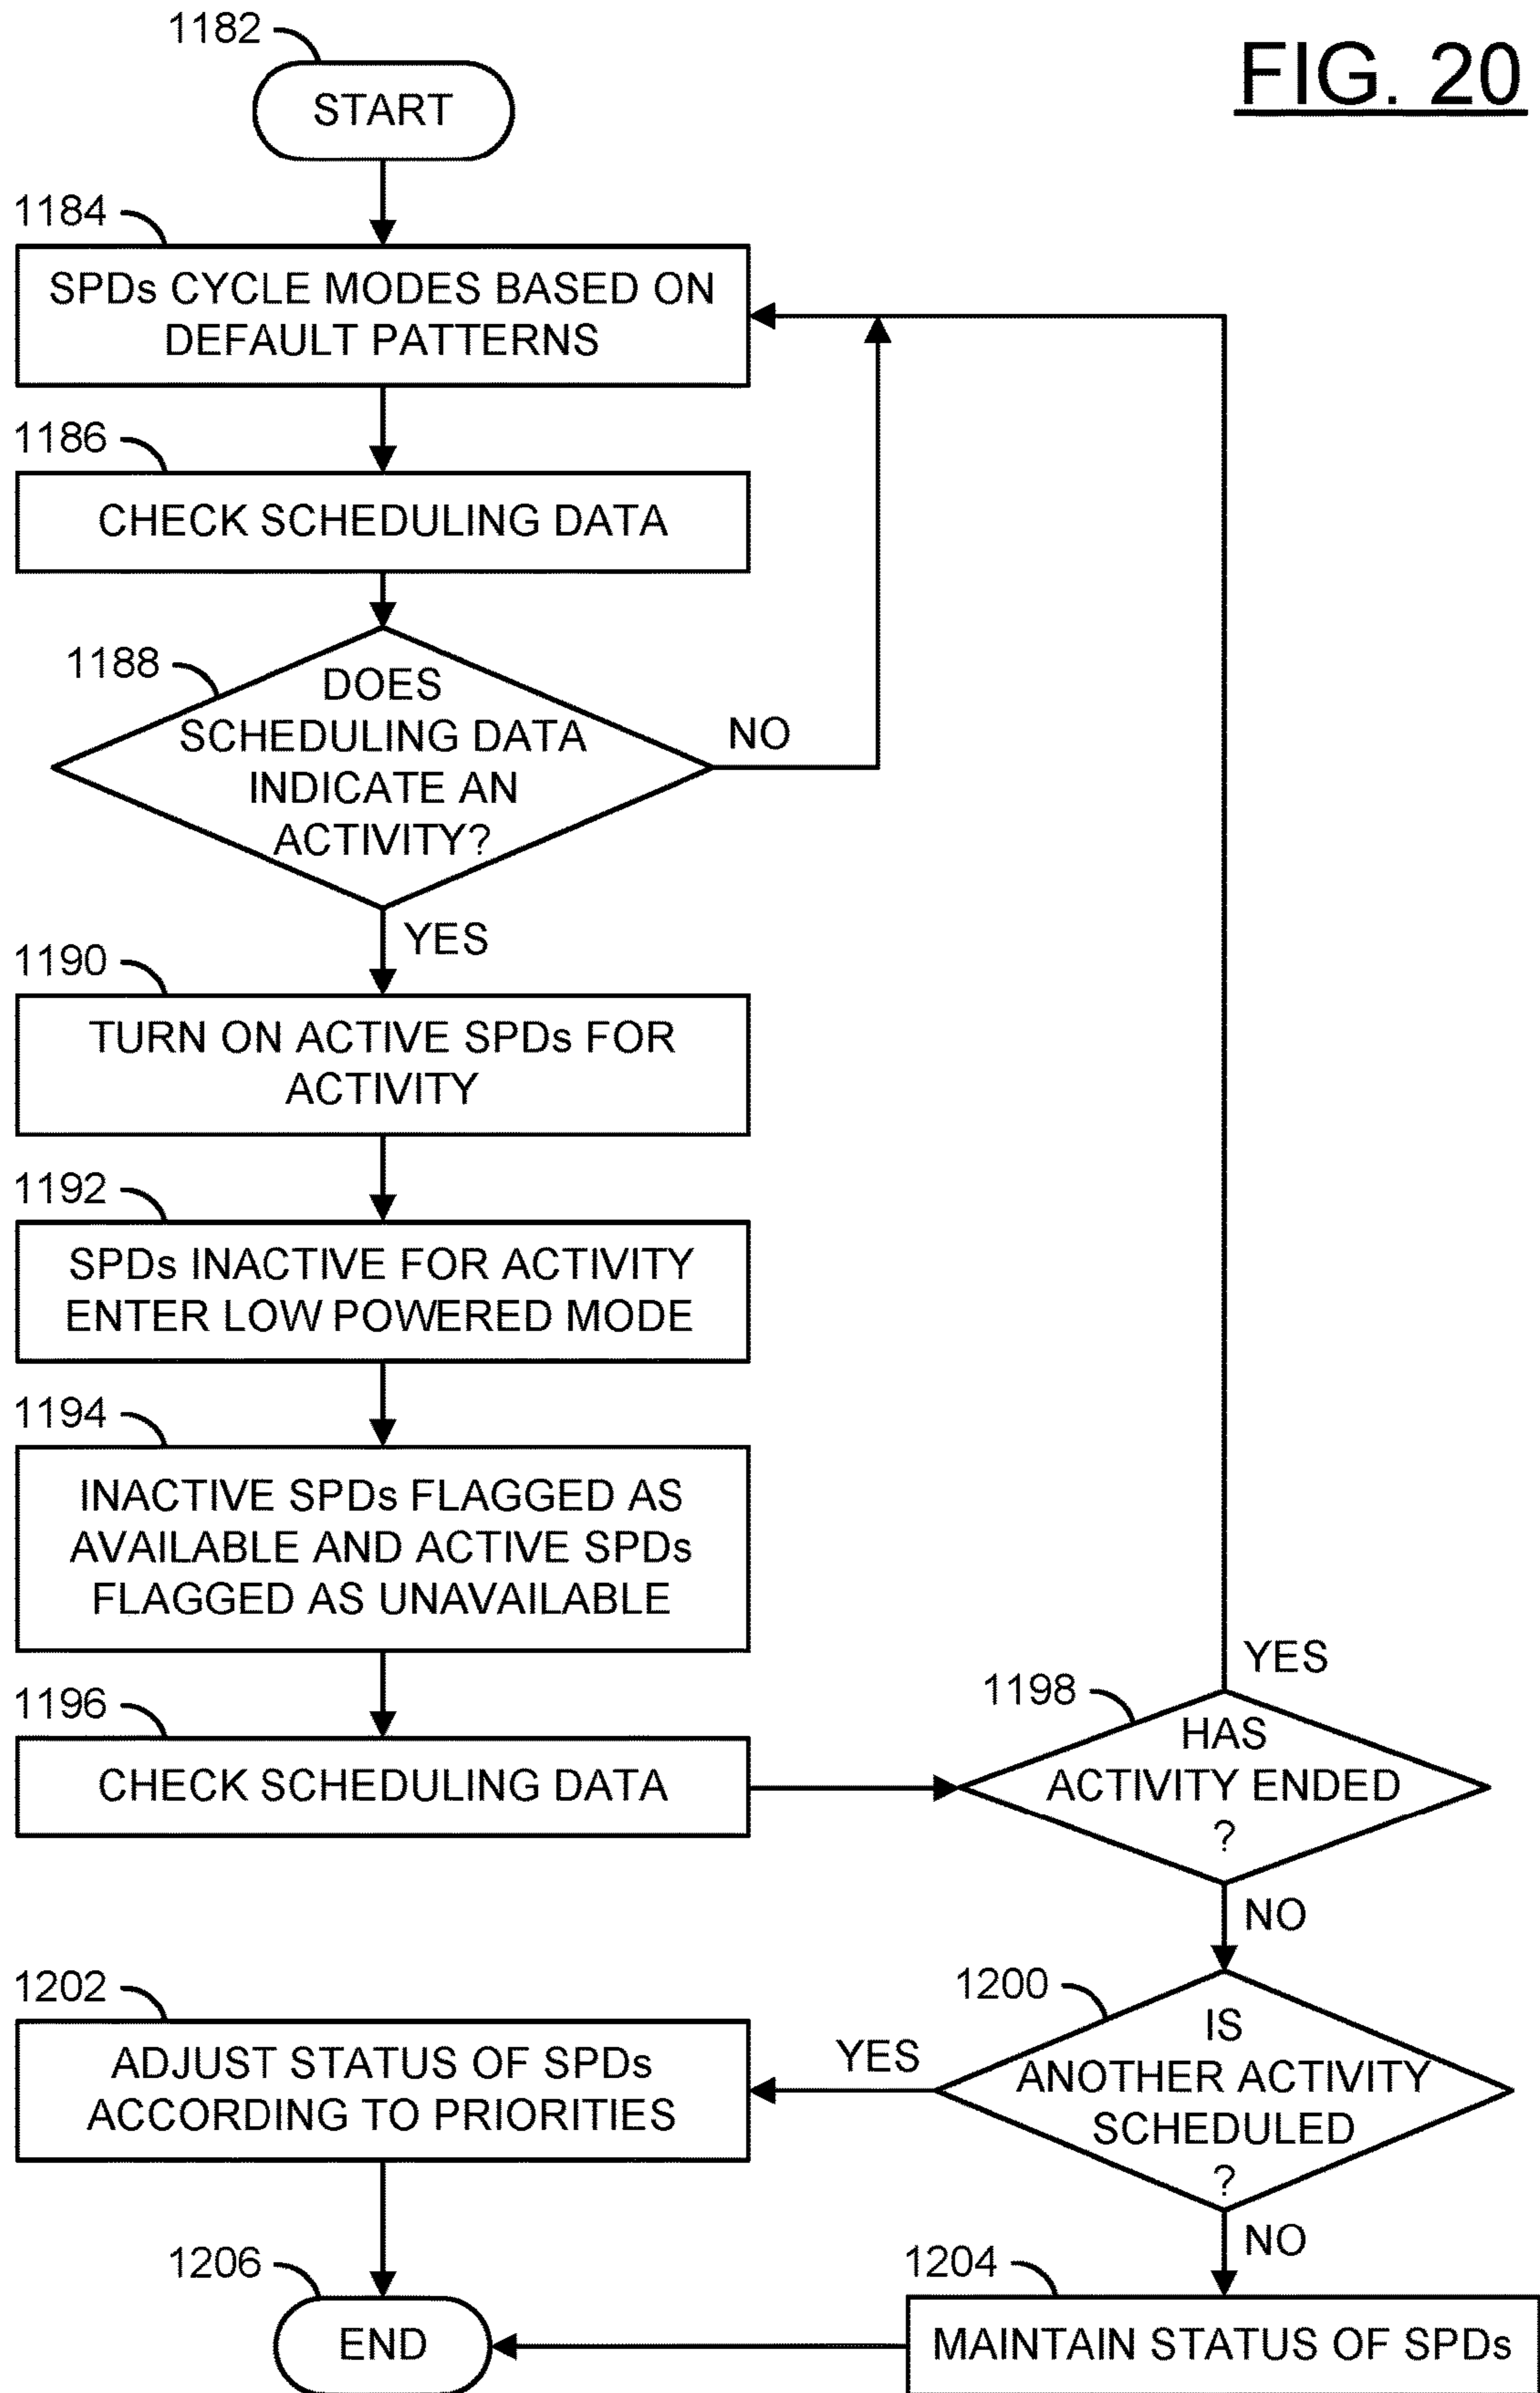 FIG. 20
1182
START
1184
SPDs CYCLE MODES BASED ON
DEFAULT PATTERNS
1186
CHECK SCHEDULING DATA
1188
DOES
SCHEDULING DATA
INDICATE AN
ACTIVITY?
NO
YES
1190
TURN ON ACTIVE SPDs FOR
ACTIVITY
1192
SPDs INACTIVE FOR ACTIVITY
ENTER LOW POWERED MODE
1194
INACTIVE SPDs FLAGGED AS
AVAILABLE AND ACTIVE SPDs
FLAGGED AS UNAVAILABLE
1196
CHECK SCHEDULING DATA
1198
HAS
ACTIVITY ENDED
?
YES
NO
1200
IS
ANOTHER ACTIVITY
SCHEDULED
?
YES
NO
1202
ADJUST STATUS OF SPDs
ACCORDING TO PRIORITIES
1204
MAINTAIN STATUS OF SPDs
1206
END